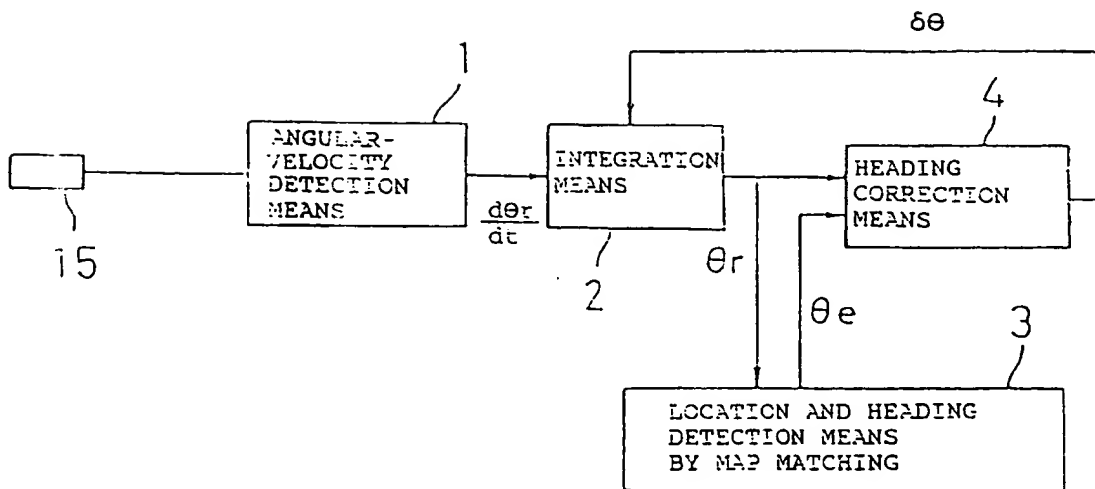 δθ
1
4
ANGULAR-
VELOCITY
DETECTION
MEANS
INTEGRATION
MEANS
HEADING
CORRECTION
MEANS
dθr
dt
15
2
θr
θe
3
LOCATION AND HEADING
DETECTION MEANS
BY MAP MATCHING